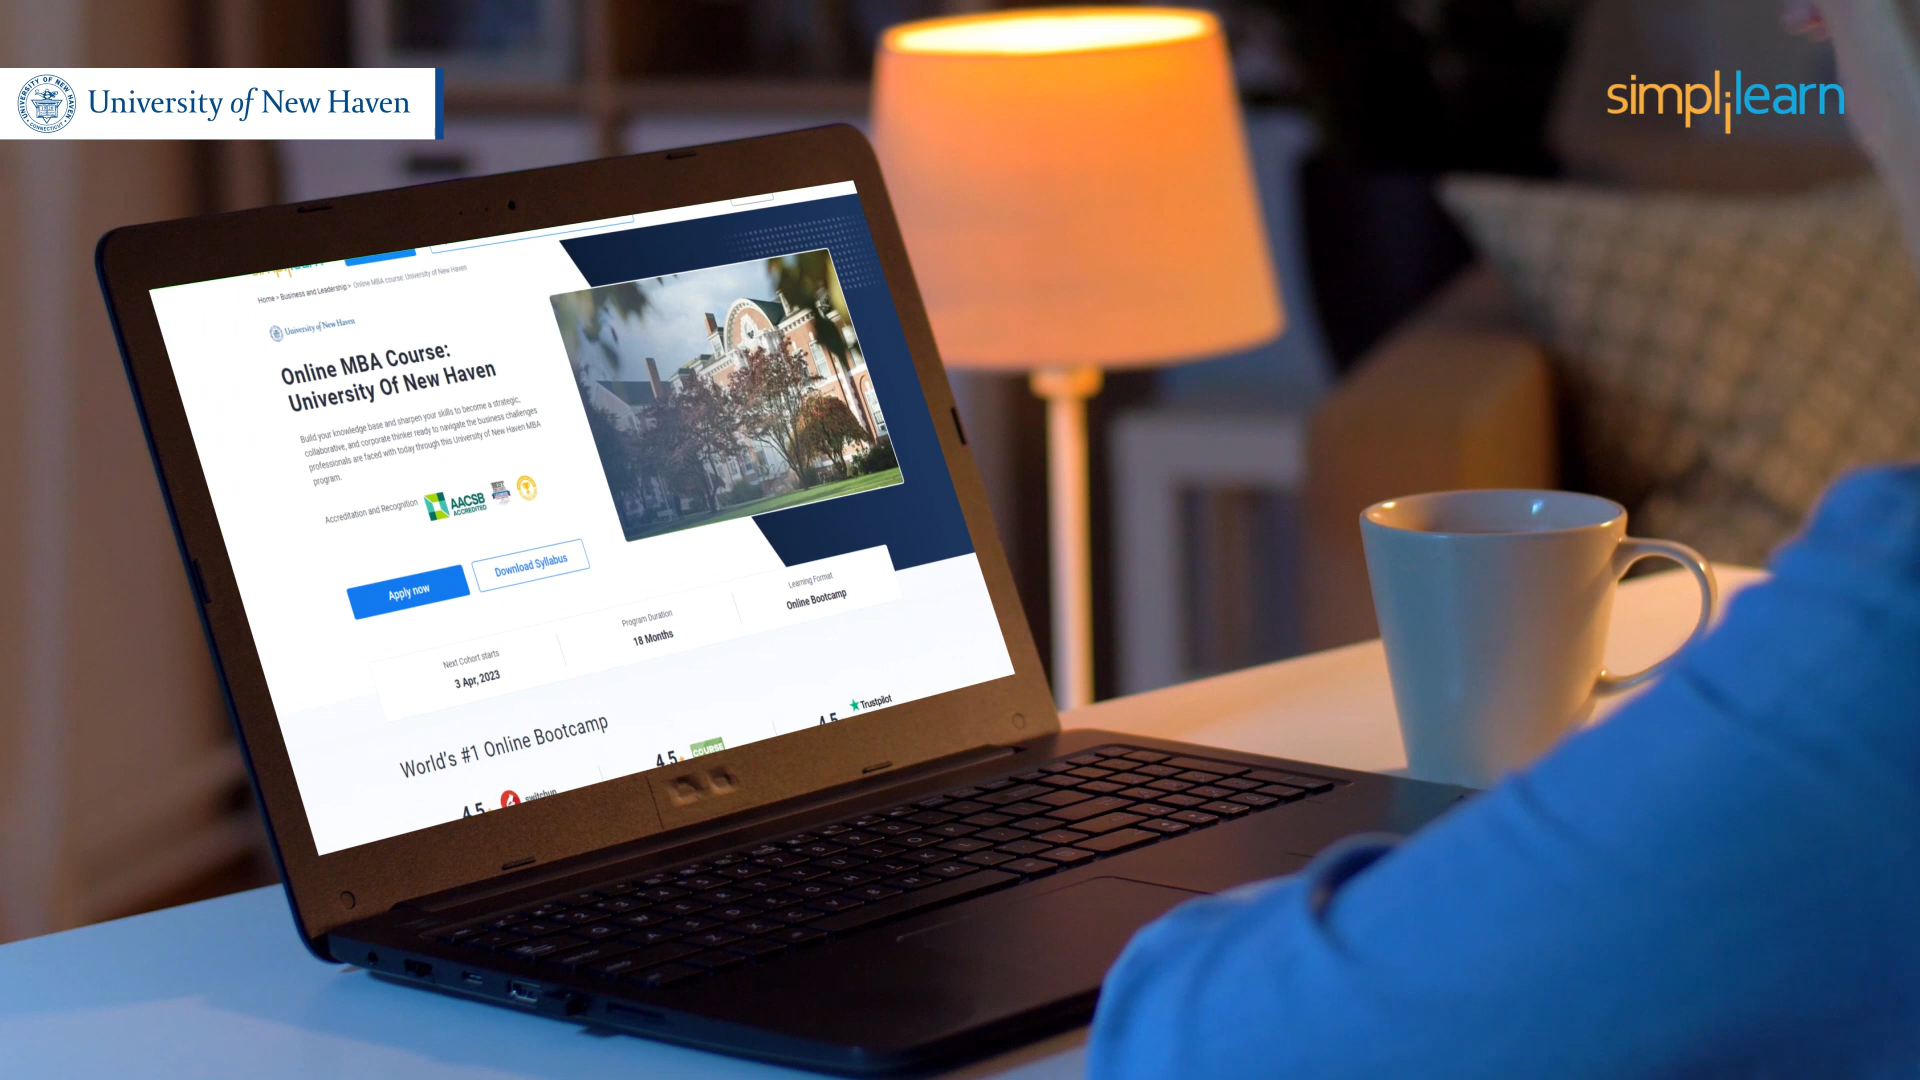 University of New Haven
simplilearn
Home > Business and Leadership > Online MBA course: University of New Haven
University of New Haven
Online MBA Course:
University Of New Haven
Build your knowledge base and sharpen your skills to become a strategic,
collaborative, and corporate thinker ready to navigate the business challenges
professionals are faced with today through this University of New Haven MBA
program.
Accreditation and Recognition
AACSB
ACCREDITED
BEST
Apply now
Download Syllabus
Next Cohort starts
3 Apr, 2023
Program Duration
18 Months
Learning Format
Online Bootcamp
World's #1 Online Bootcamp
4.5
switchup
4.5
COURSE
4.5
Trustpilot